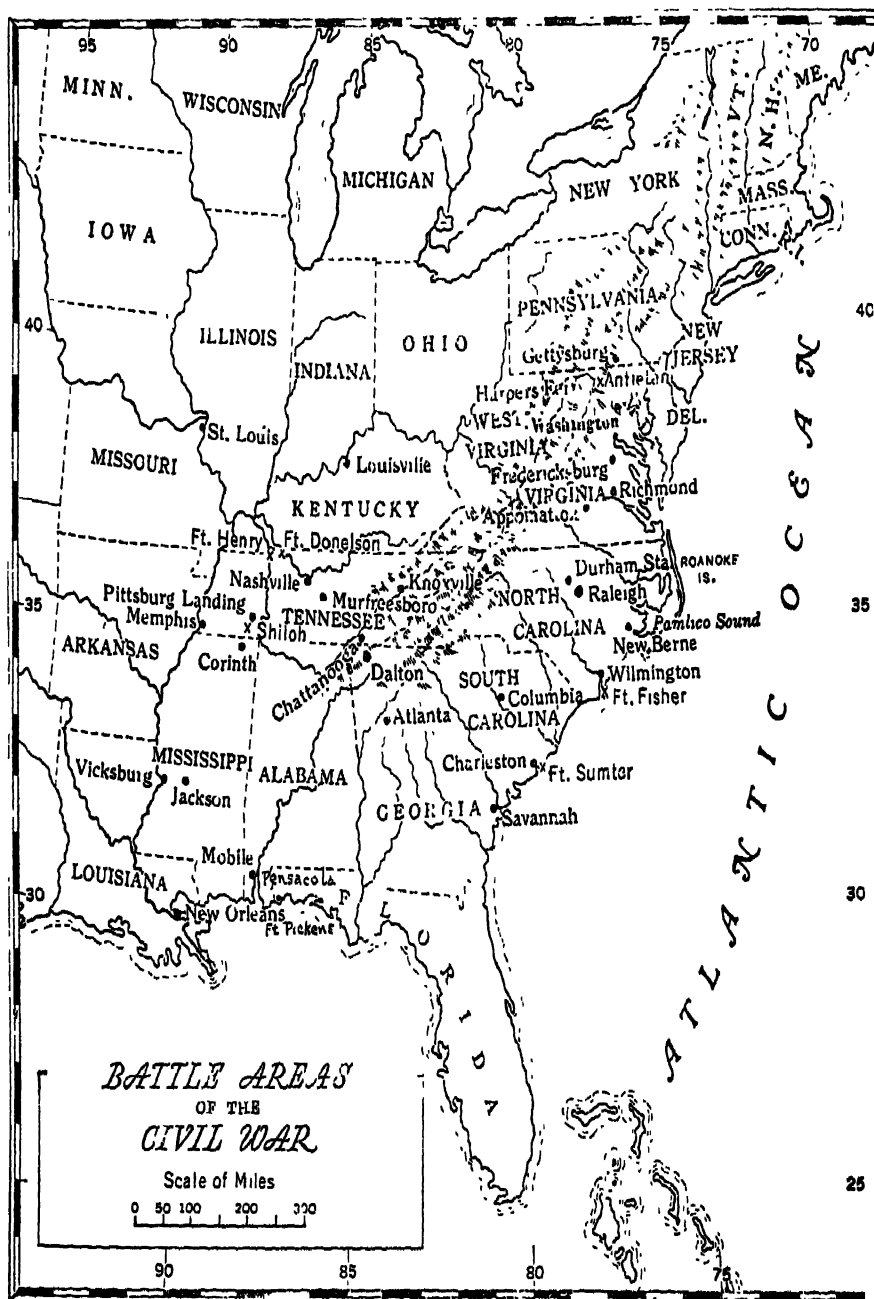 95 90 85 80 75 70
MINN.
WISCONSIN
MICHIGAN
NEW YORK
VT.
N. H.
ME.
MASS.
CONN.
IOWA
PENNSYLVANIA
40
40
ILLINOIS
INDIANA
OHIO
NEW
JERSEY
Gettysburg
Harpers Ferry
Antietam
WEST
VIRGINIA
Washington
DEL.
St. Louis
MISSOURI
Louisville
Fredericksburg
VIRGINIA
Richmond
KENTUCKY
Appomattox
Ft. Henry
Ft. Donelson
Nashville
Knoxville
Durham Sta.
ROANOKE
IS.
Pittsburg Landing
Murfreesboro
NORTH
Raleigh
35
35
Memphis
Shiloh
TENNESSEE
CAROLINA
Pamlico Sound
New Berne
ARKANSAS
Corinth
Chattanooga
Dalton
SOUTH
Wilmington
Columbia
Ft. Fisher
Atlanta
CAROLINA
MISSISSIPPI
Vicksburg
Jackson
ALABAMA
Charleston
Ft. Sumter
GEORGIA
Savannah
LOUISIANA
Mobile
Pensacola
30
30
New Orleans
Ft Pickens
FLORIDA
ATLANTIC OCEAN
BATTLE AREAS
OF THE
CIVIL WAR
Scale of Miles
0 50 100 200 300
25
90 85 80 75